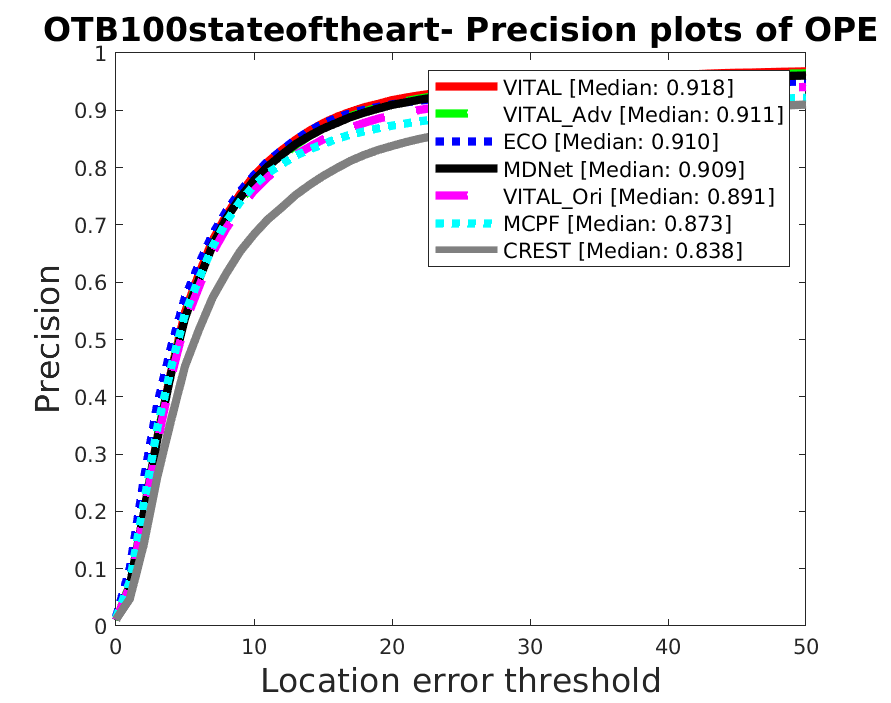 OTB100stateoftheart- Precision plots of OPE
Precision
1
0.9
0.8
0.7
0.6
0.5
0.4
0.3
0.2
0.1
0
VITAL [Median: 0.918]
VITAL_Adv [Median: 0.911]
ECO [Median: 0.910]
MDNet [Median: 0.909]
VITAL_Ori [Median: 0.891]
MCPF [Median: 0.873]
CREST [Median: 0.838]
0 10 20 30 40 50
Location error threshold